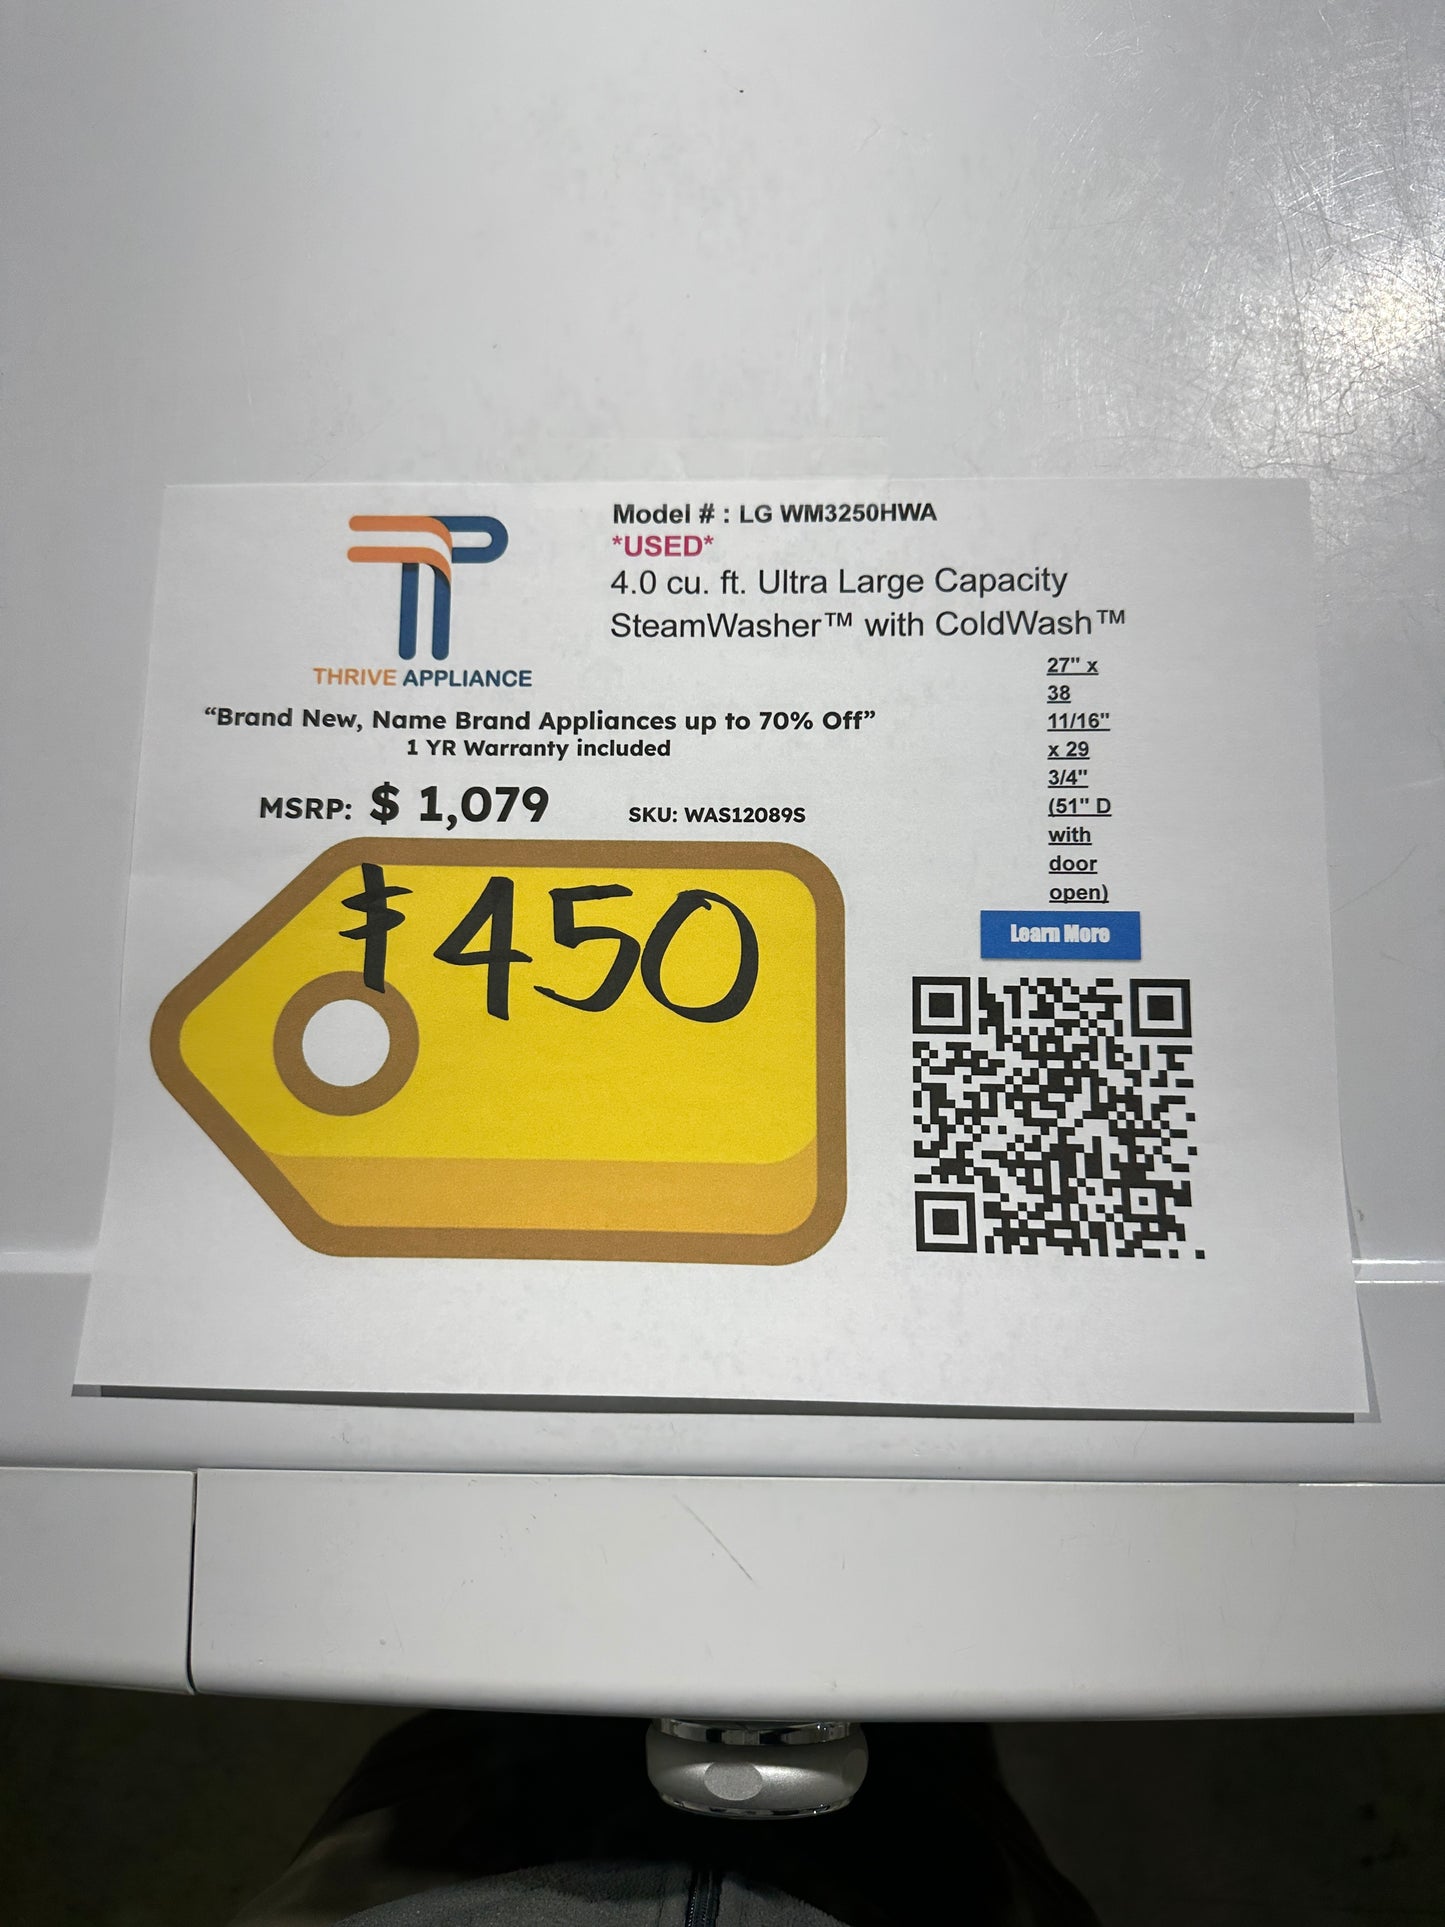 Model # : LG WM3250HWA
*USED*
4.0 cu. ft. Ultra Large Capacity
SteamWasher™ with ColdWash™
THRIVE APPLIANCE
"Brand New, Name Brand Appliances up to 70% Off"
1 YR Warranty included
MSRP: $ 1,079
SKU: WAS12089S
$450
27" x
38
11/16"
x 29
3/4"
(51" D
with
door
open)
Learn More